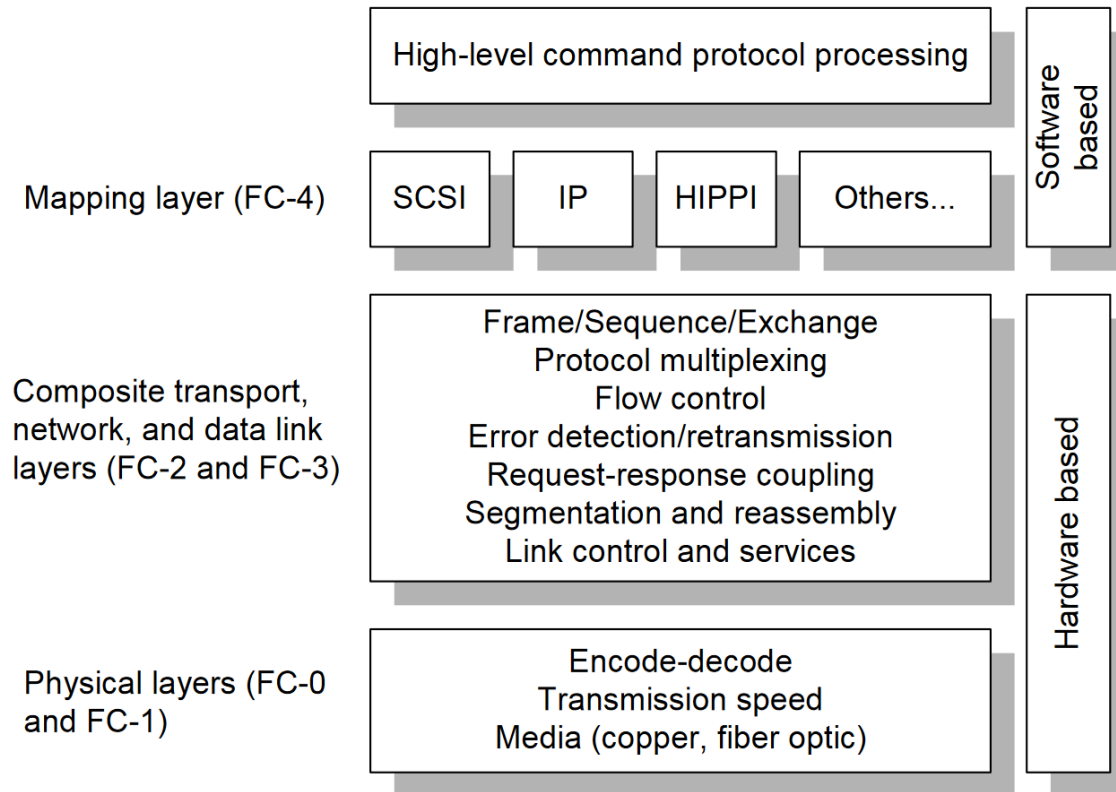 High-level command protocol processing
Software
based
Mapping layer (FC-4)
SCSI
IP
HIPPI
Others...
Composite transport,
network, and data link
layers (FC-2 and FC-3)
Frame/Sequence/Exchange
Protocol multiplexing
Flow control
Error detection/retransmission
Request-response coupling
Segmentation and reassembly
Link control and services
Hardware based
Physical layers (FC-0
and FC-1)
Encode-decode
Transmission speed
Media (copper, fiber optic)